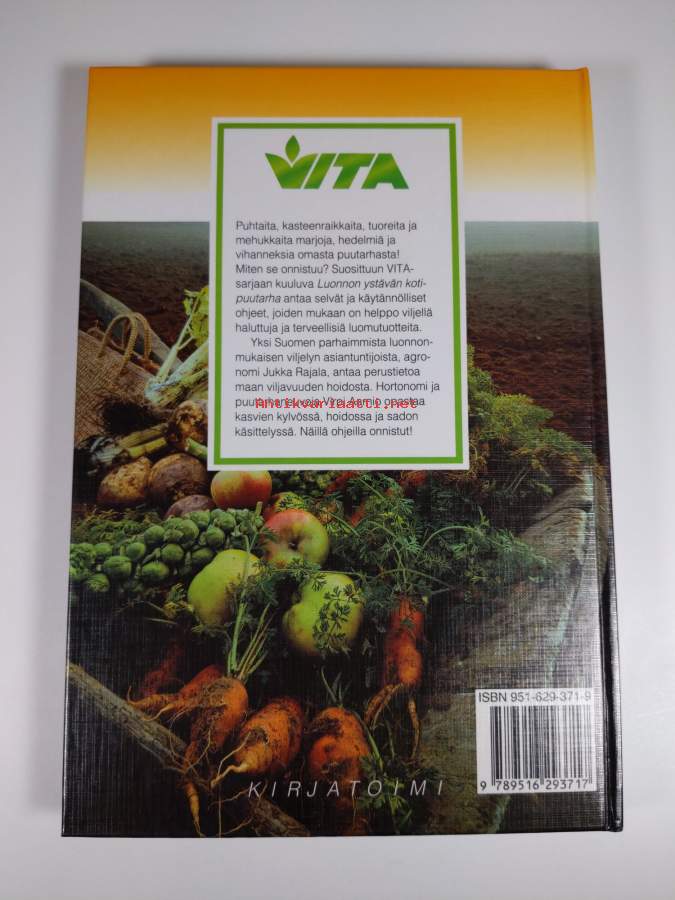 VITA
Puhtaita, kasteenraikkaita, tuoreita ja
mehukkaita marjoja, hedelmiä ja
vihanneksia omasta puutarhasta!
Miten se onnistuu? Suosittuun VITA-
sarjaan kuuluva Luonnon ystävän koti-
puutarha antaa selvät ja käytännölliset
ohjeet, joiden mukaan on helppo viljellä
haluttuja ja terveellisiä luomutuotteita.
Yksi Suomen parhaimmista luonnon-
mukaisen viljelyn asiantuntijoista, agro-
nomi Jukka Rajala, antaa perustietoa
maan viljavuuden hoidosta. Hortonomi ja
Antikvariaatti.net
opastaa
kasvien kylvössä, hoidossa ja sadon
käsittelyssä. Näillä ohjeilla onnistut!
ISBN 951-629-371-9
9 789516 293717
KIRJATOIMI